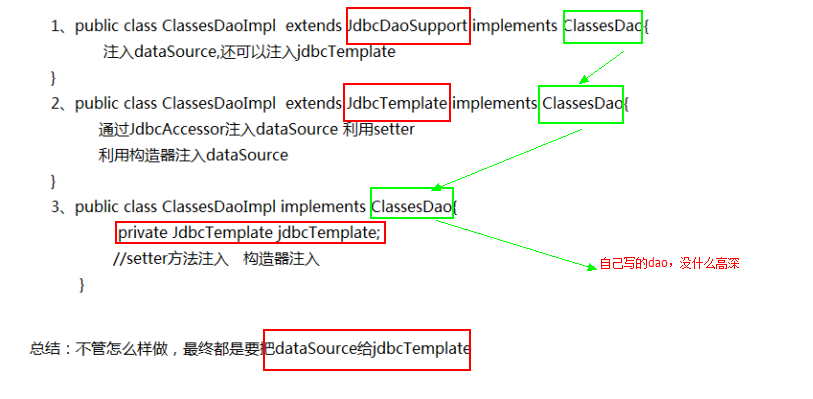 1、public class ClassesDaoImpl  extends JdbcDaoSupport implements ClassesDao{
注入dataSource,还可以注入jdbcTemplate
}
2、public class ClassesDaoImpl  extends JdbcTemplate implements ClassesDao{
通过JdbcAccessor注入dataSource 利用setter
利用构造器注入dataSource
}
3、public class ClassesDaoImpl implements ClassesDao{
private JdbcTemplate jdbcTemplate;
//setter方法注入   构造器注入
}
自己写的dao，没什么高深
总结：不管怎么样做，最终都是要把dataSource给jdbcTemplate